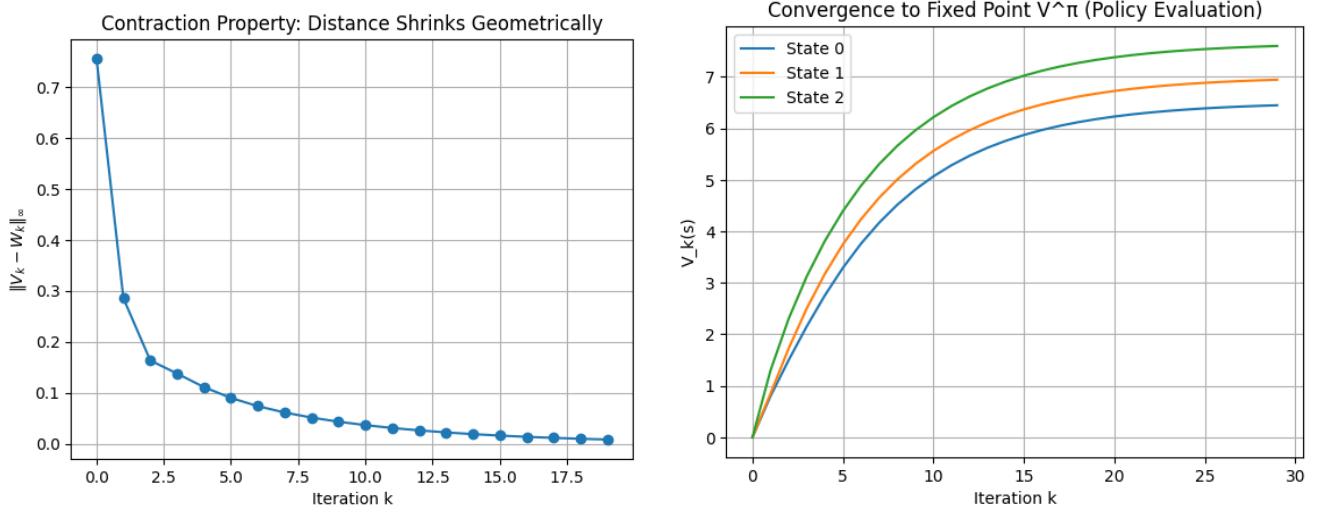 Contraction Property: Distance Shrinks Geometrically
0.7
0.6
0.5
0.4
0.3
0.2
0.1
0.0
‖V_k − W_k‖_∞
0.0 2.5 5.0 7.5 10.0 12.5 15.0 17.5
Iteration k
Convergence to Fixed Point V^π (Policy Evaluation)
State 0
State 1
State 2
7
6
5
4
3
2
1
0
V_k(s)
0 5 10 15 20 25 30
Iteration k